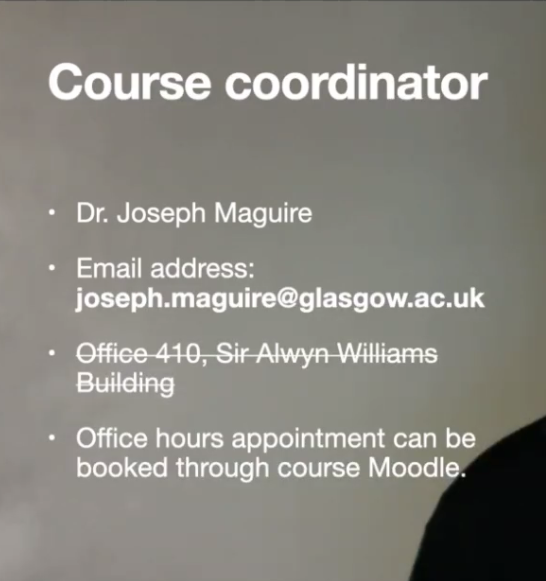 Course coordinator
• Dr. Joseph Maguire
• Email address:
joseph.maguire@glasgow.ac.uk
• Office 410, Sir Alwyn Williams
Building
• Office hours appointment can be
booked through course Moodle.